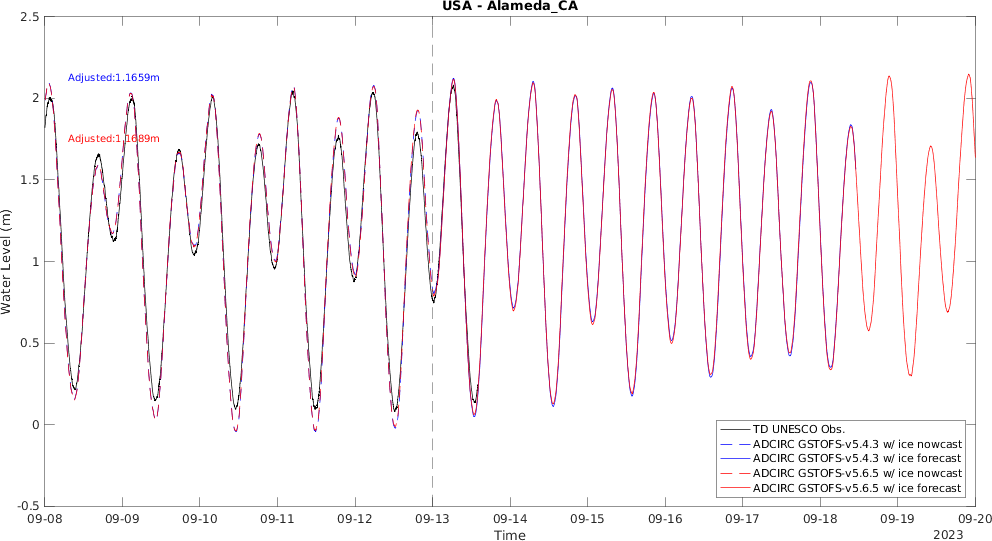 USA - Alameda_CA
2.5
2
1.5
1
0.5
0
-0.5
Water Level (m)
Adjusted:1.1659m
Adjusted:1.1689m
TD UNESCO Obs.
ADCIRC GSTOFS-v5.4.3 w/ ice nowcast
ADCIRC GSTOFS-v5.4.3 w/ ice forecast
ADCIRC GSTOFS-v5.6.5 w/ ice nowcast
ADCIRC GSTOFS-v5.6.5 w/ ice forecast
09-08 09-09 09-10 09-11 09-12 09-13 09-14 09-15 09-16 09-17 09-18 09-19 09-20
Time
2023